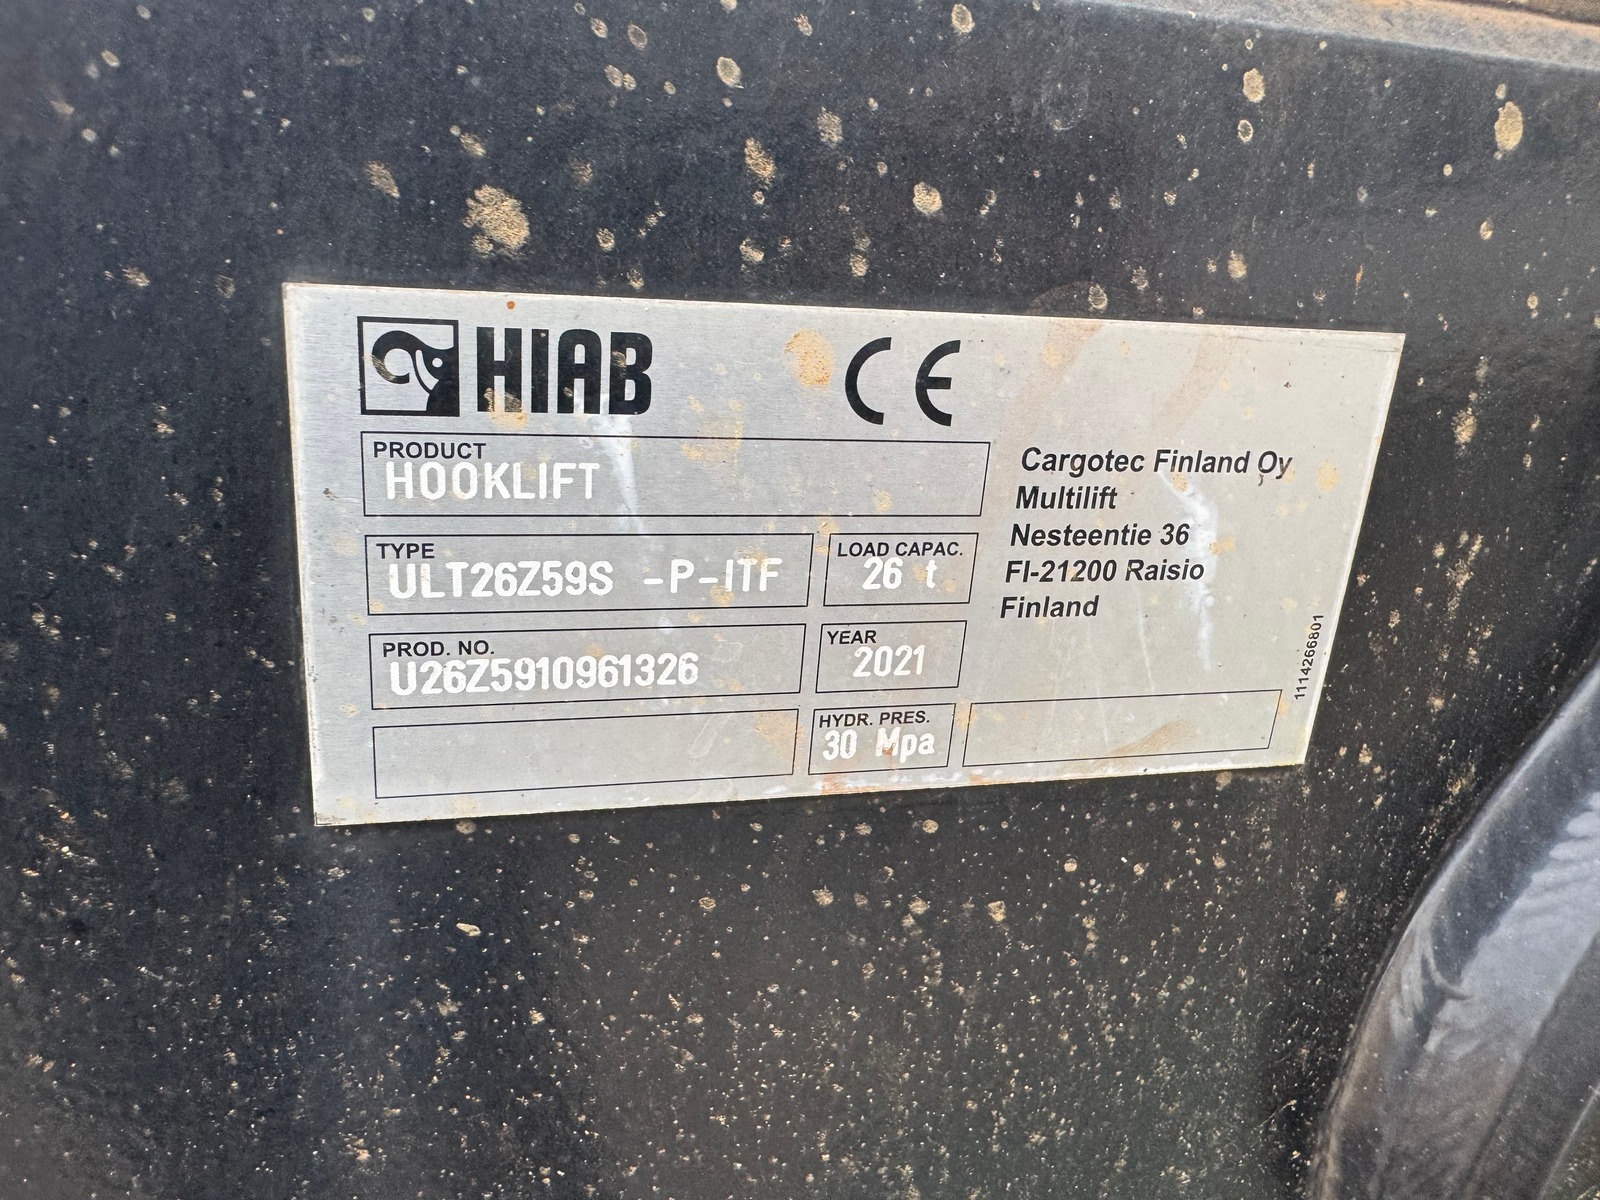 HIAB
CE
PRODUCT
HOOKLIFT
TYPE
ULT26Z59S -P-ITF
LOAD CAPAC.
26 t
PROD. NO.
U26Z5910961326
YEAR
2021
HYDR. PRES.
30 Mpa
Cargotec Finland Oy
Multilift
Nesteentie 36
FI-21200 Raisio
Finland
1114266801